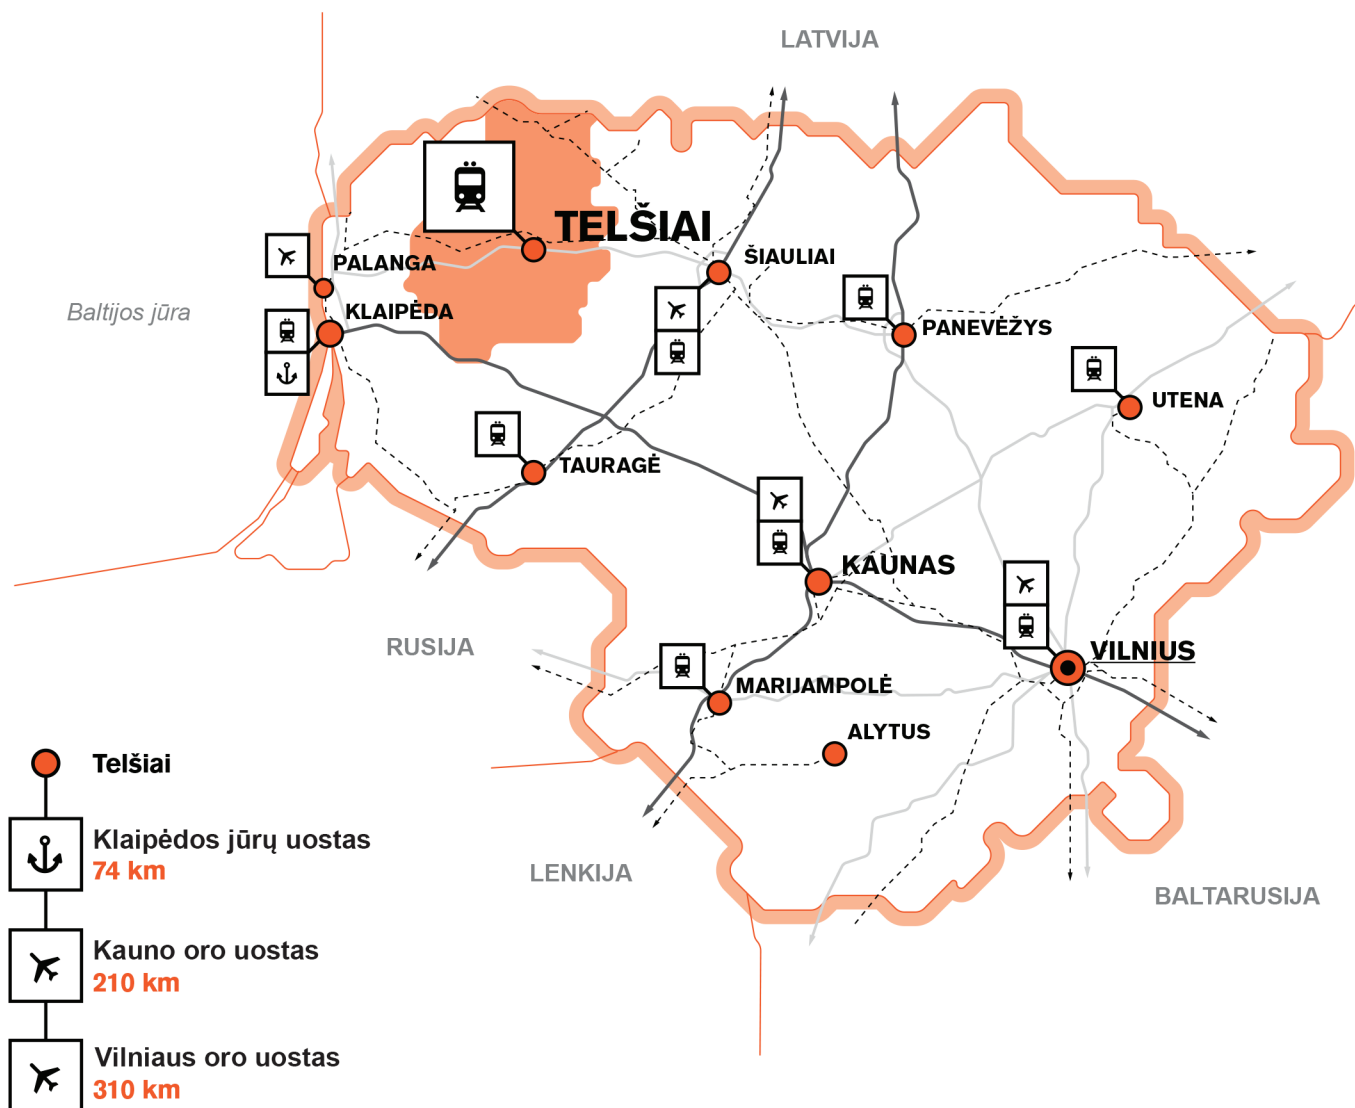 LATVIJA
TELŠIAI
ŠIAULIAI
PALANGA
KLAIPĖDA
Baltijos jūra
PANEVĖŽYS
UTENA
TAURAGĖ
KAUNAS
RUSIJA
VILNIUS
MARIJAMPOLĖ
ALYTUS
LENKIJA
BALTARUSIJA
Telšiai
Klaipėdos jūrų uostas
74 km
Kauno oro uostas
210 km
Vilniaus oro uostas
310 km